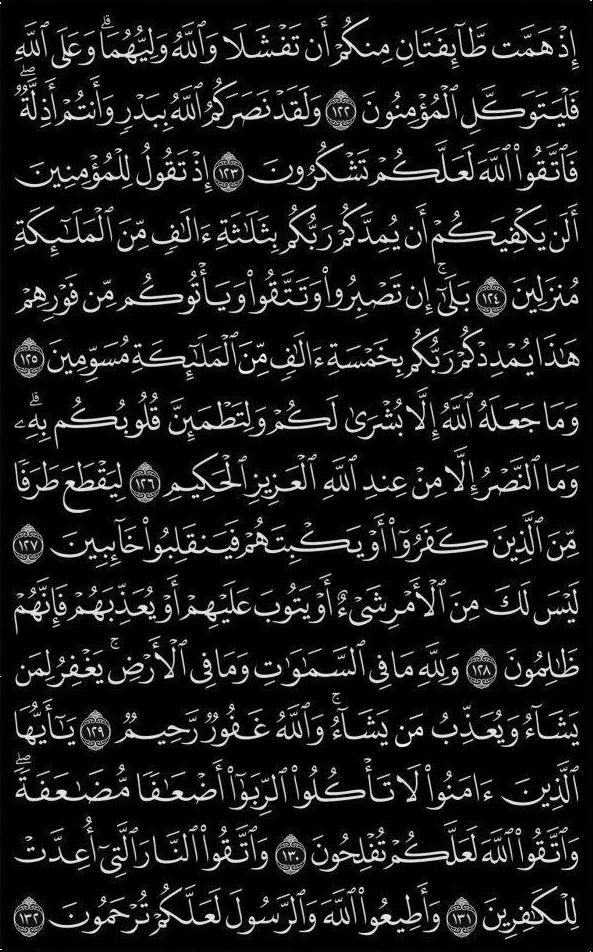 إِذْ هَمَّت طَّآئِفَتَانِ مِنكُمْ أَن تَفْشَلَا وَٱللَّهُ وَلِيُّهُمَا ۗ وَعَلَى ٱللَّهِ
فَلْيَتَوَكَّلِ ٱلْمُؤْمِنُونَ ١٢٢ وَلَقَدْ نَصَرَكُمُ ٱللَّهُ بِبَدْرٍ وَأَنتُمْ أَذِلَّةٌ ۖ
فَٱتَّقُوا۟ ٱللَّهَ لَعَلَّكُمْ تَشْكُرُونَ ١٢٣ إِذْ تَقُولُ لِلْمُؤْمِنِينَ
أَلَن يَكْفِيَكُمْ أَن يُمِدَّكُمْ رَبُّكُم بِثَلَـٰثَةِ ءَالَـٰفٍ مِّنَ ٱلْمَلَـٰٓئِكَةِ
مُنزَلِينَ ١٢٤ بَلَىٰٓ ۚ إِن تَصْبِرُوا۟ وَتَتَّقُوا۟ وَيَأْتُوكُم مِّن فَوْرِهِمْ
هَـٰذَا يُمْدِدْكُمْ رَبُّكُم بِخَمْسَةِ ءَالَـٰفٍ مِّنَ ٱلْمَلَـٰٓئِكَةِ مُسَوِّمِينَ ١٢٥
وَمَا جَعَلَهُ ٱللَّهُ إِلَّا بُشْرَىٰ لَكُمْ وَلِتَطْمَئِنَّ قُلُوبُكُم بِهِۦ ۗ
وَمَا ٱلنَّصْرُ إِلَّا مِنْ عِندِ ٱللَّهِ ٱلْعَزِيزِ ٱلْحَكِيمِ ١٢٦ لِيَقْطَعَ طَرَفًا
مِّنَ ٱلَّذِينَ كَفَرُوٓا۟ أَوْ يَكْبِتَهُمْ فَيَنقَلِبُوا۟ خَآئِبِينَ ١٢٧
لَيْسَ لَكَ مِنَ ٱلْأَمْرِ شَىْءٌ أَوْ يَتُوبَ عَلَيْهِمْ أَوْ يُعَذِّبَهُمْ فَإِنَّهُمْ
ظَـٰلِمُونَ ١٢٨ وَلِلَّهِ مَا فِى ٱلسَّمَـٰوَٰتِ وَمَا فِى ٱلْأَرْضِ ۚ يَغْفِرُ لِمَن
يَشَآءُ وَيُعَذِّبُ مَن يَشَآءُ ۚ وَٱللَّهُ غَفُورٌ رَّحِيمٌ ١٢٩ يَـٰٓأَيُّهَا
ٱلَّذِينَ ءَامَنُوا۟ لَا تَأْكُلُوا۟ ٱلرِّبَوٰٓا۟ أَضْعَـٰفًا مُّضَـٰعَفَةً ۖ
وَٱتَّقُوا۟ ٱللَّهَ لَعَلَّكُمْ تُفْلِحُونَ ١٣٠ وَٱتَّقُوا۟ ٱلنَّارَ ٱلَّتِىٓ أُعِدَّتْ
لِلْكَـٰفِرِينَ ١٣١ وَأَطِيعُوا۟ ٱللَّهَ وَٱلرَّسُولَ لَعَلَّكُمْ تُرْحَمُونَ ١٣٢